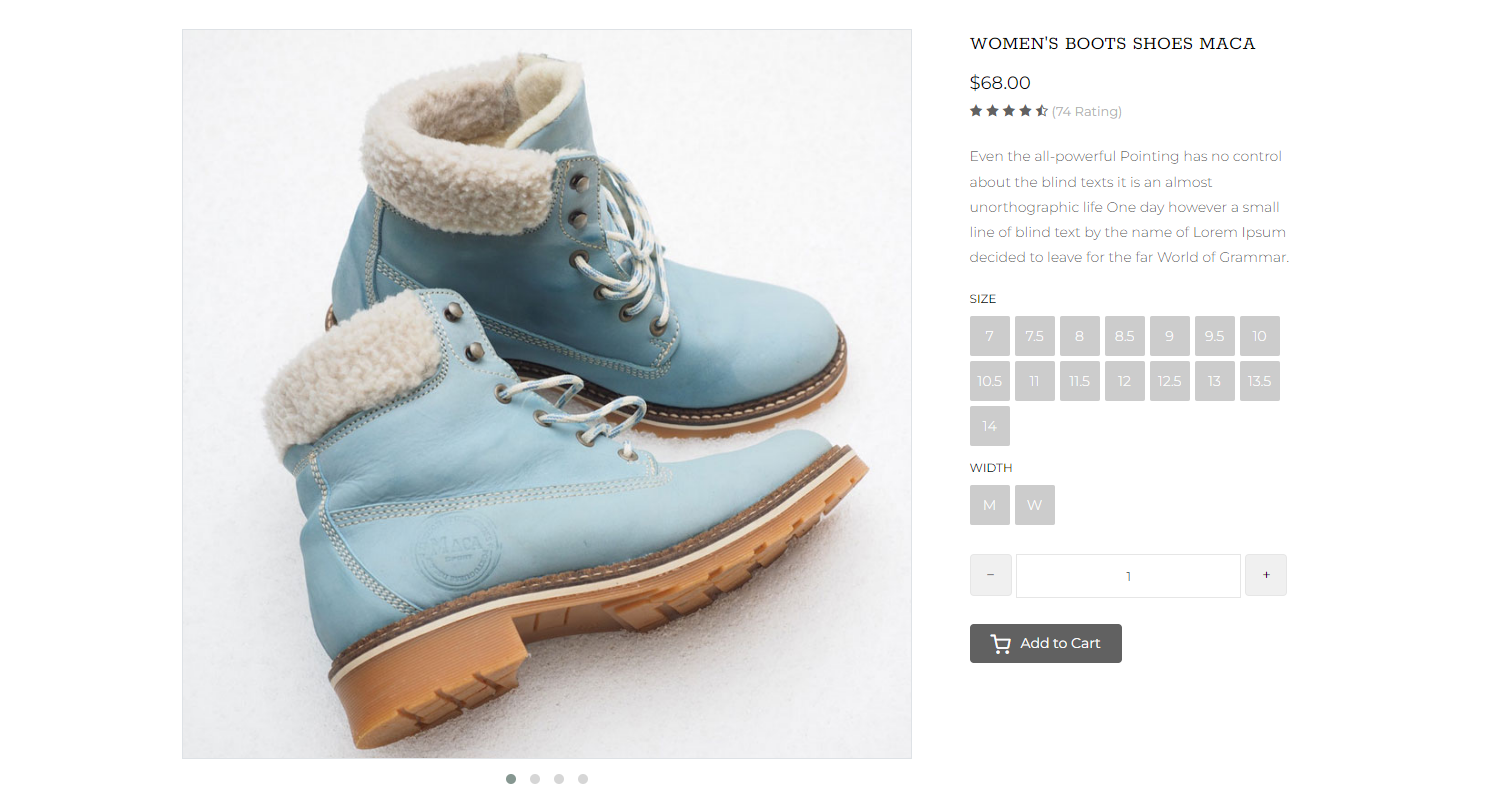 WOMEN'S BOOTS SHOES MACA
$68.00
(74 Rating)
Even the all-powerful Pointing has no control
about the blind texts it is an almost
unorthographic life One day however a small
line of blind text by the name of Lorem Ipsum
decided to leave for the far World of Grammar.
SIZE
7 7.5 8 8.5 9 9.5 10
10.5 11 11.5 12 12.5 13 13.5
14
WIDTH
M W
− 1 +
Add to Cart
MACA